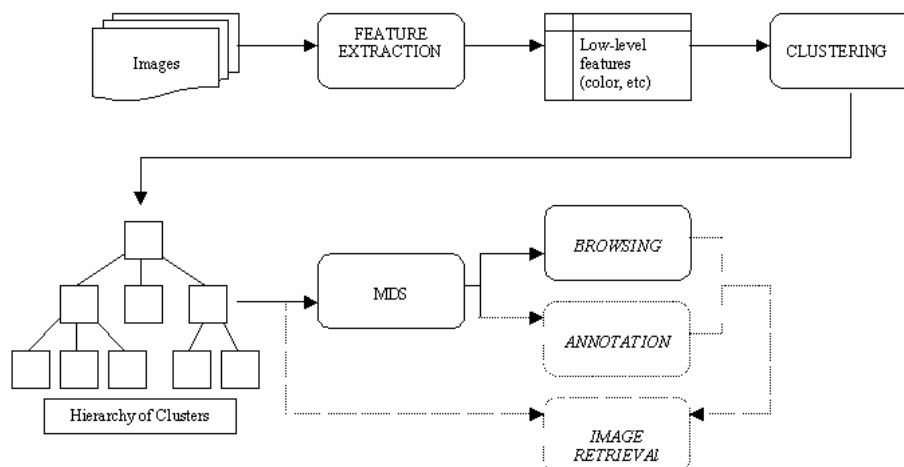 Images
FEATURE
EXTRACTION
Low-level
features
(color, etc)
CLUSTERING
BROWSING
MDS
ANNOTATION
Hierarchy of Clusters
IMAGE
RETRIEVAL